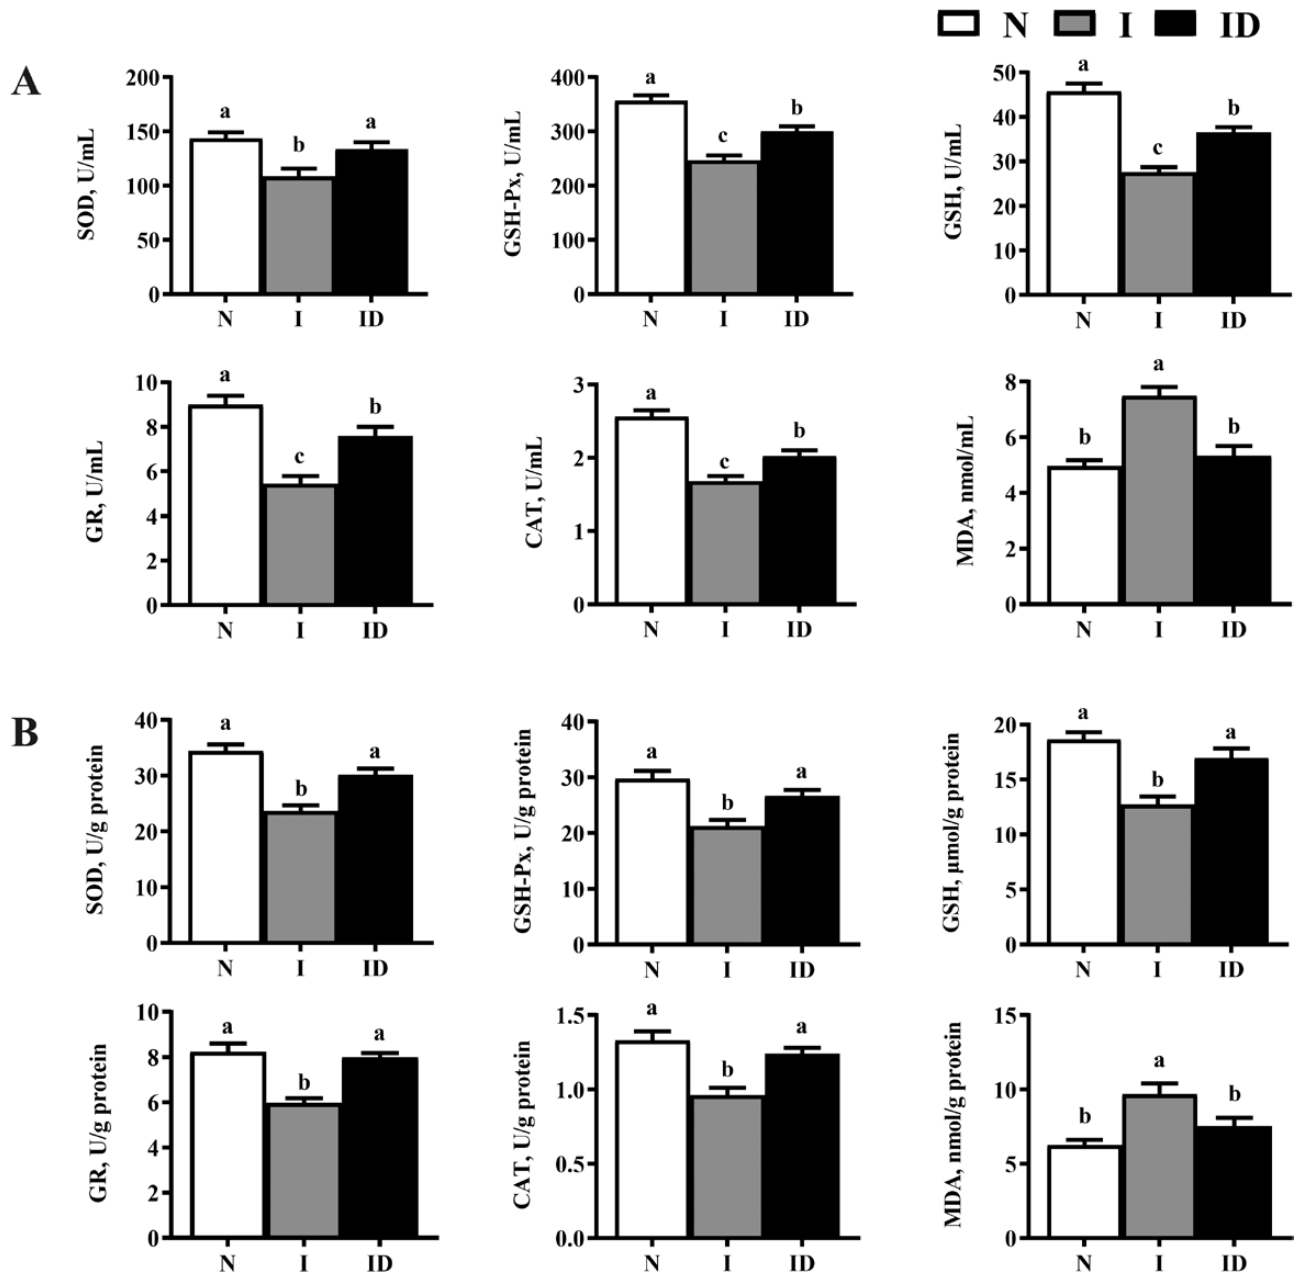 N I ID
A
SOD, U/mL
200
150
100
50
0
a b a
N I ID
GSH-Px, U/mL
400
300
200
100
0
a c b
N I ID
GSH, U/mL
50
40
30
20
10
0
a c b
N I ID
GR, U/mL
10
8
6
4
2
0
a c b
N I ID
CAT, U/mL
3
2
1
0
a c b
N I ID
MDA, nmol/mL
8
6
4
2
0
b a b
N I ID
B
SOD, U/g protein
40
30
20
10
0
a b a
N I ID
GSH-Px, U/g protein
40
30
20
10
0
a b a
N I ID
GSH, μmol/g protein
20
15
10
5
0
a b a
N I ID
GR, U/g protein
10
8
6
4
2
0
a b a
N I ID
CAT, U/g protein
1.5
1.0
0.5
0.0
a b a
N I ID
MDA, nmol/g protein
15
10
5
0
b a b
N I ID